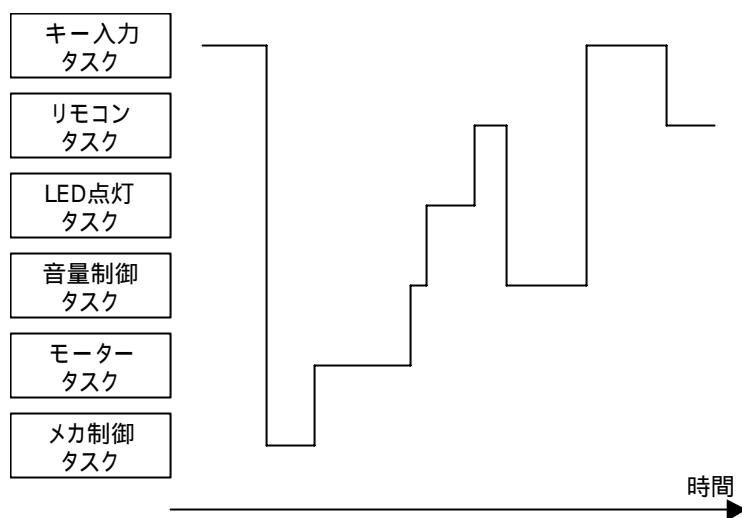 キー入力
タスク
リモコン
タスク
LED点灯
タスク
音量制御
タスク
モーター
タスク
メカ制御
タスク
時間